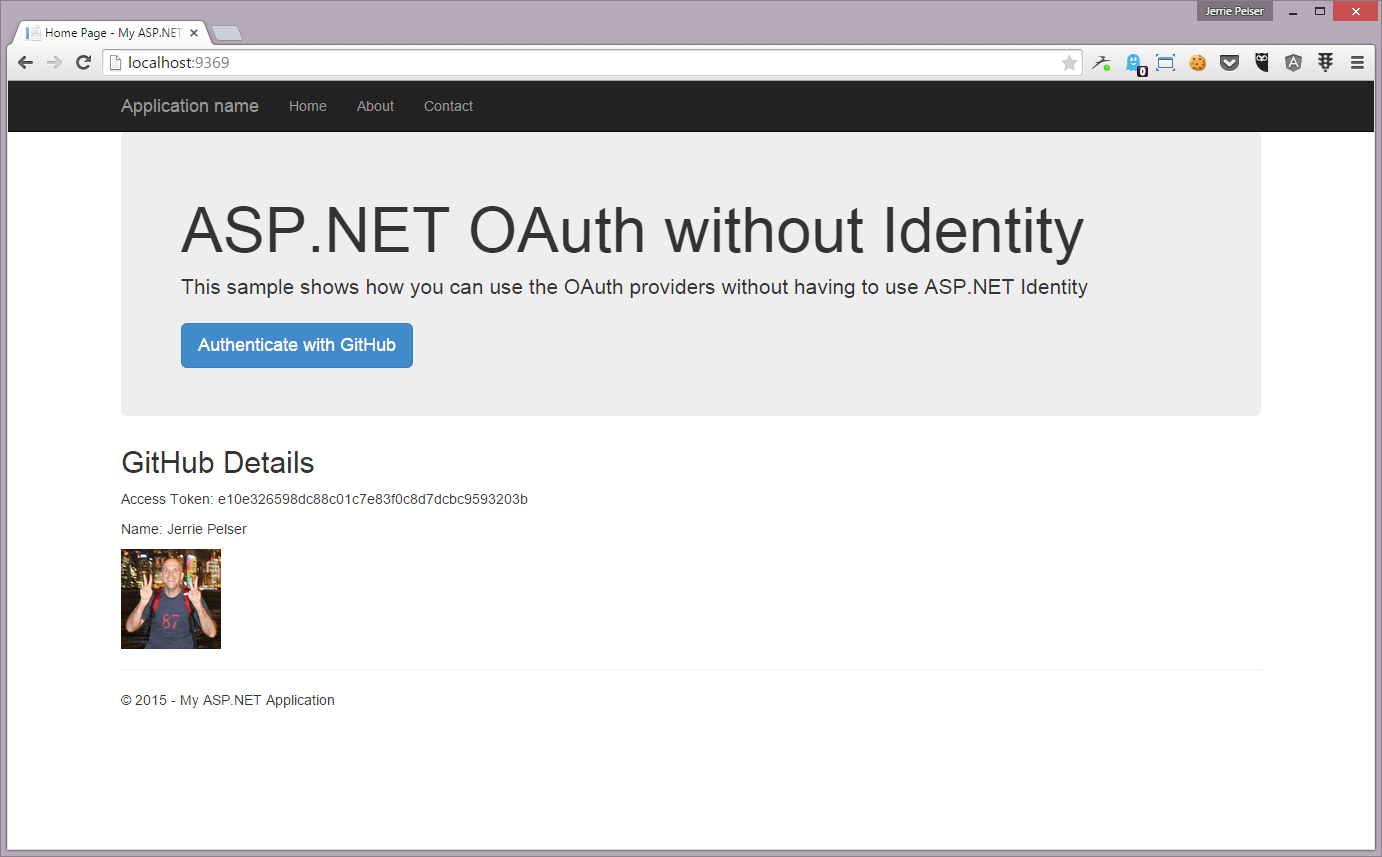 Jerrie Pelser
Home Page - My ASP.NET
localhost:9369
0
Application name Home About Contact
ASP.NET OAuth without Identity
This sample shows how you can use the OAuth providers without having to use ASP.NET Identity
Authenticate with GitHub
GitHub Details
Access Token: e10e326598dc88c01c7e83f0c8d7dcbc9593203b
Name: Jerrie Pelser
87
© 2015 - My ASP.NET Application